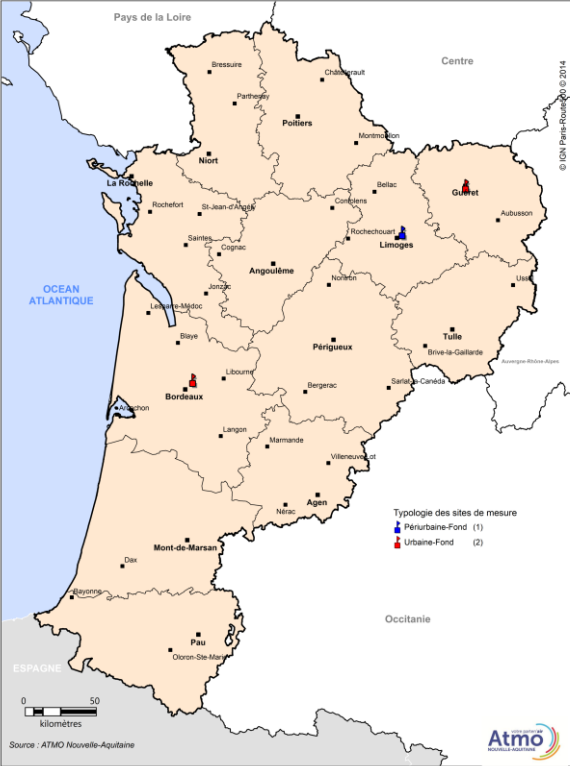 Pays de la Loire
Centre
© IGN Paris-Route500 © 2014
Bressuire
Châtellerault
Parthenay
Poitiers
Montmorillon
Niort
La Rochelle
Bellac
Guéret
Rochefort
St-Jean-d'Angély
Confolens
Aubusson
Saintes
Cognac
Rochechouart
Limoges
Angoulême
Jonzac
Nontron
Ussel
OCEAN
ATLANTIQUE
Lesparre-Médoc
Blaye
Périgueux
Tulle
Brive-la-Gaillarde
Auvergne-Rhône-Alpes
Libourne
Bordeaux
Bergerac
Sarlat-la-Canéda
Arcachon
Langon
Marmande
Villeneuve-Lot
Agen
Nérac
Typologie des sites de mesure
Périurbaine-Fond (1)
Urbaine-Fond (2)
Mont-de-Marsan
Dax
Bayonne
Occitanie
Pau
Oloron-Ste-Marie
ESPAGNE
0 50
kilomètres
Source : ATMO Nouvelle-Aquitaine
votre partenaire
Atmo
NOUVELLE-AQUITAINE